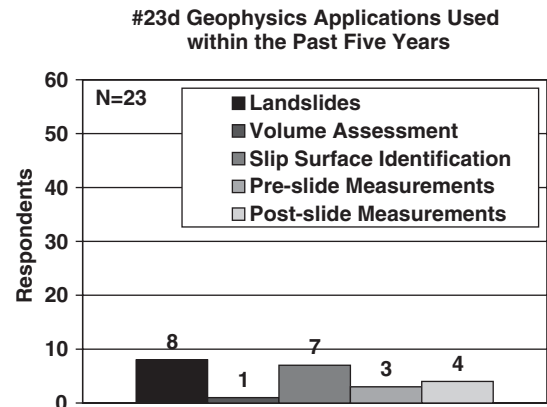 #23d Geophysics Applications Used
within the Past Five Years
N=23
Landslides
Volume Assessment
Slip Surface Identification
Pre-slide Measurements
Post-slide Measurements
Respondents
60
50
40
30
20
10
0
8
1
7
3
4